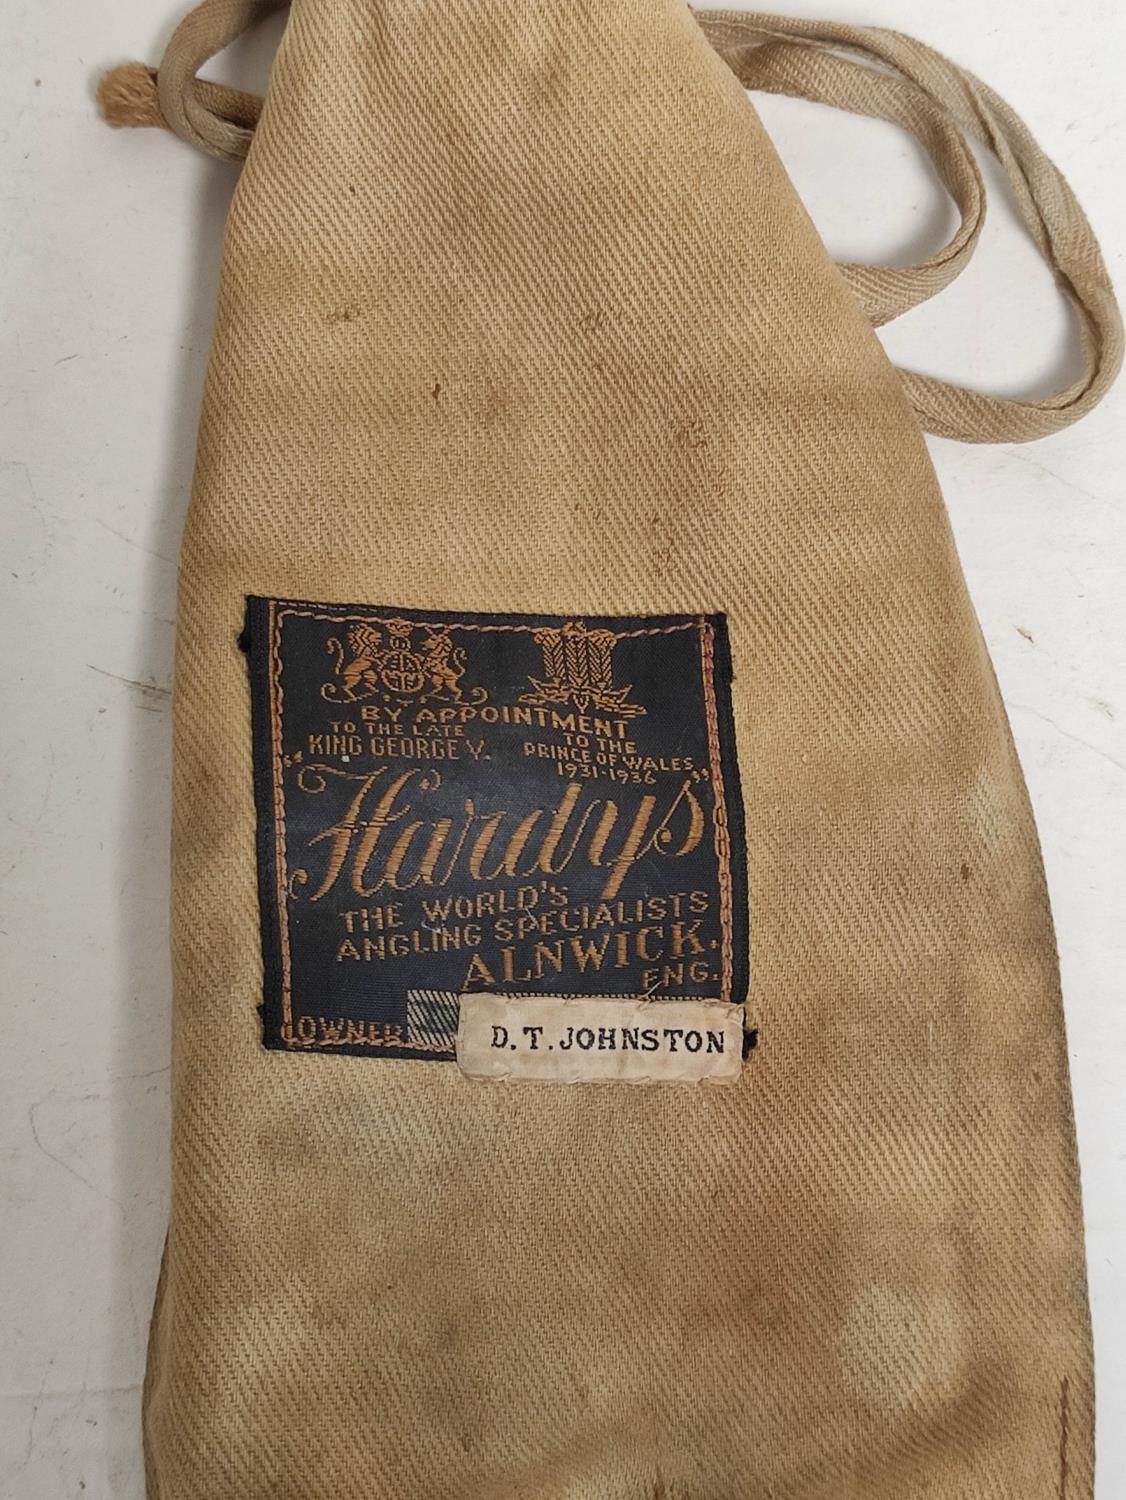 BY APPOINTMENT
TO THE LATE
KING GEORGE V.
TO THE
PRINCE OF WALES
1931-1936
"Hardys"
THE WORLD'S
ANGLING SPECIALISTS
ALNWICK.
ENG.
OWNER
D.T. JOHNSTON